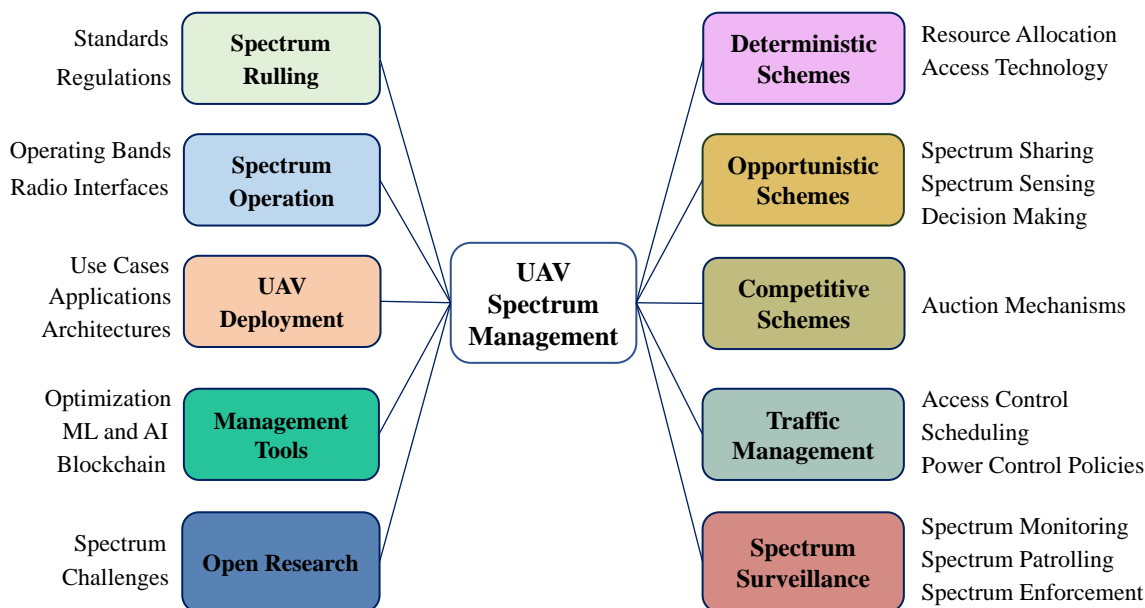 Standards
Regulations
Spectrum
Rulling
Operating Bands
Radio Interfaces
Spectrum
Operation
Use Cases
Applications
Architectures
UAV
Deployment
Optimization
ML and AI
Blockchain
Management
Tools
Spectrum
Challenges
Open Research
UAV
Spectrum
Management
Deterministic
Schemes
Resource Allocation
Access Technology
Opportunistic
Schemes
Spectrum Sharing
Spectrum Sensing
Decision Making
Competitive
Schemes
Auction Mechanisms
Traffic
Management
Access Control
Scheduling
Power Control Policies
Spectrum
Surveillance
Spectrum Monitoring
Spectrum Patrolling
Spectrum Enforcement